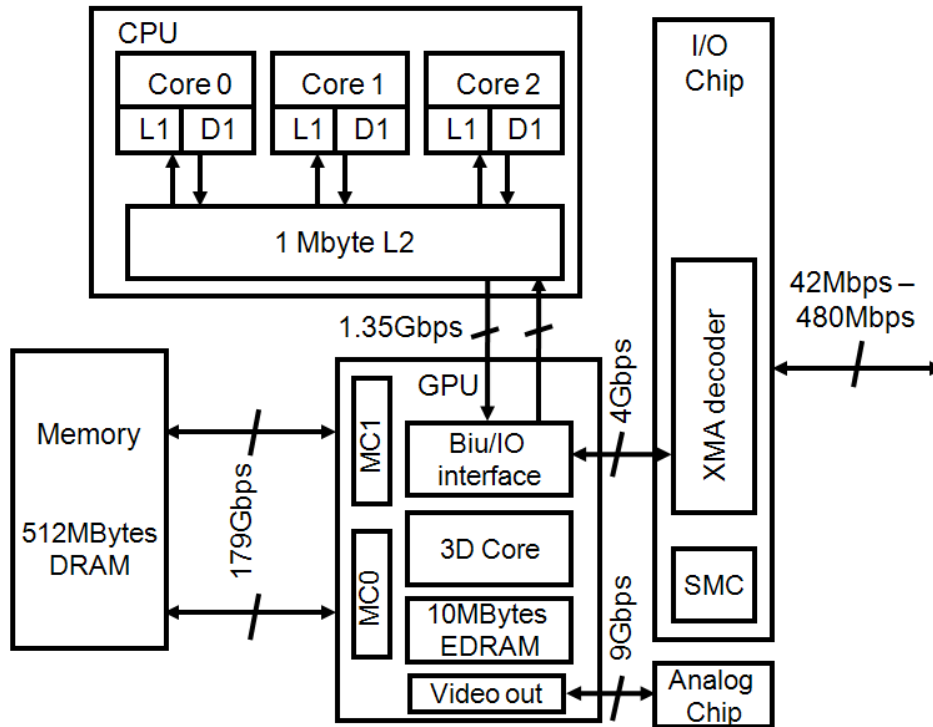 CPU
Core 0
L1
D1
Core 1
L1
D1
Core 2
L1
D1
1 Mbyte L2
1.35Gbps
I/O
Chip
XMA decoder
SMC
42Mbps –
480Mbps
Memory
512MBytes
DRAM
179Gbps
GPU
MC1
MC0
Biu/IO
interface
3D Core
10MBytes
EDRAM
Video out
4Gbps
9Gbps
Analog
Chip